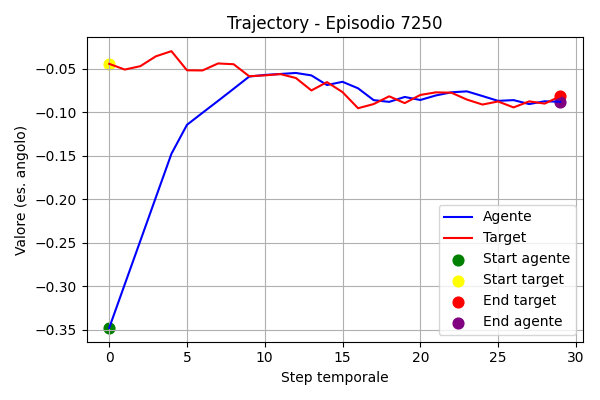 Trajectory - Episodio 7250
Valore (es. angolo)
−0.05
−0.10
−0.15
−0.20
−0.25
−0.30
−0.35
Agente
Target
Start agente
Start target
End target
End agente
0 5 10 15 20 25 30
Step temporale